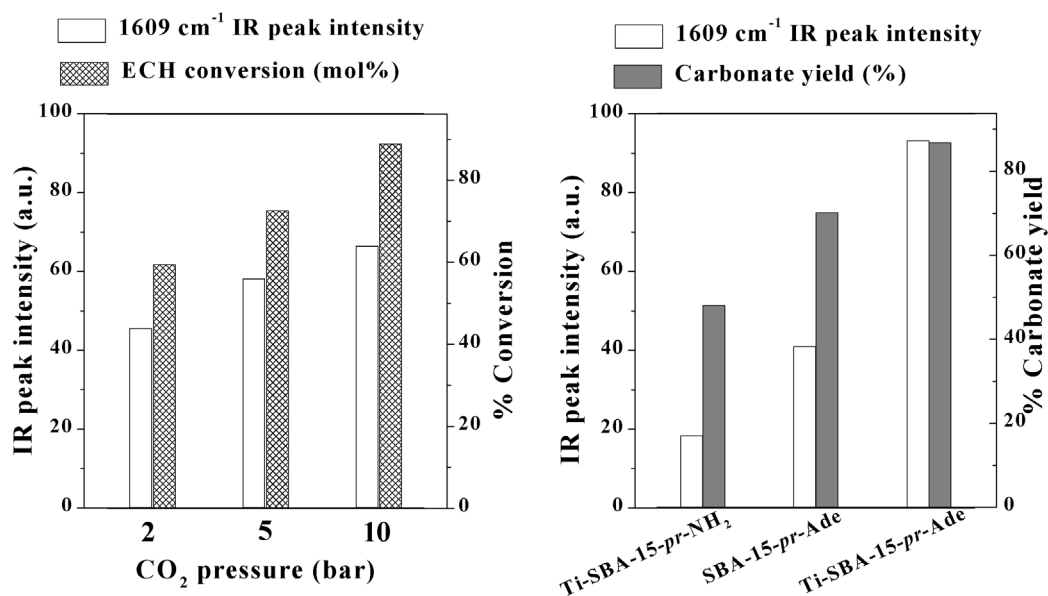 1609 cm⁻¹ IR peak intensity
ECH conversion (mol%)
IR peak intensity (a.u.)
100
80
60
40
20
0
80
60
40
20
0
% Conversion
2 5 10
CO₂ pressure (bar)
1609 cm⁻¹ IR peak intensity
Carbonate yield (%)
IR peak intensity (a.u.)
100
80
60
40
20
0
80
60
40
20
0
% Carbonate yield
Ti-SBA-15-pr-NH₂
SBA-15-pr-Ade
Ti-SBA-15-pr-Ade